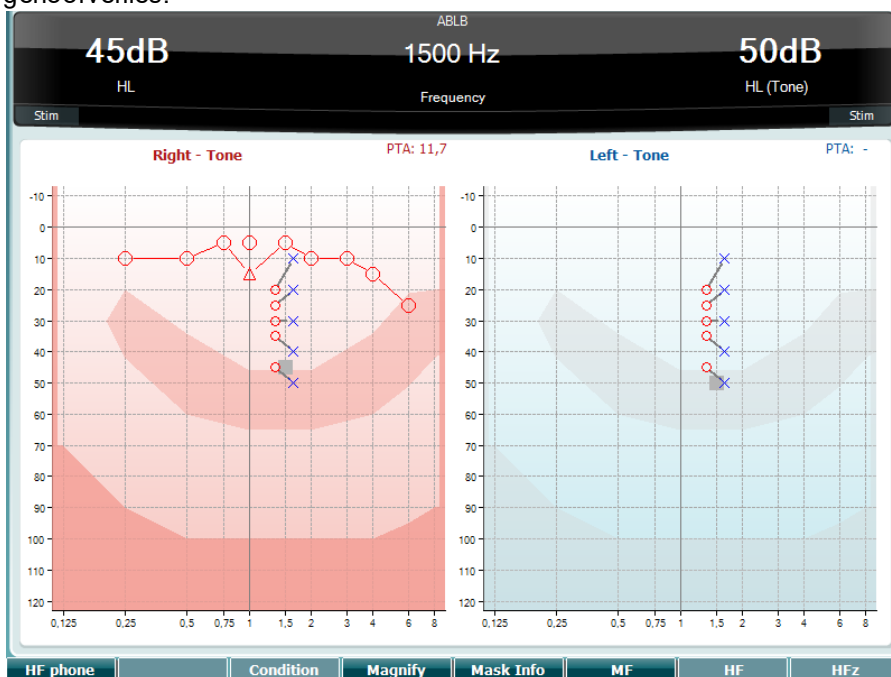 ABLB
45dB 1500 Hz 50dB
HL Frequency HL (Tone)
Stim Stim
Right - Tone PTA: 11,7 Left - Tone PTA: -
-10 -10
0 0
10 10
20 20
30 30
40 40
50 50
60 60
70 70
80 80
90 90
100 100
110 110
120 120
0,125 0,25 0,5 0,75 1 1,5 2 3 4 6 8 0,125 0,25 0,5 0,75 1 1,5 2 3 4 6 8
HF phone Condition Magnify Mask Info MF HF HFz